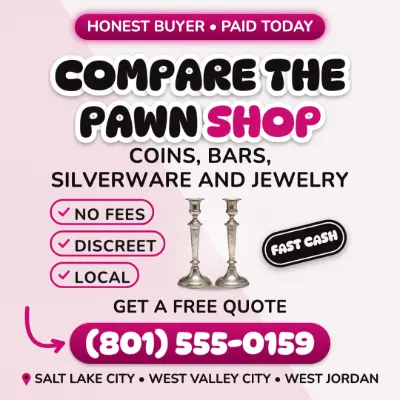 HONEST BUYER • PAID TODAY
COMPARE THE
PAWN SHOP
COINS, BARS,
SILVERWARE AND JEWELRY
NO FEES
DISCREET
LOCAL
FAST CASH
GET A FREE QUOTE
(801) 555-0159
SALT LAKE CITY • WEST VALLEY CITY • WEST JORDAN